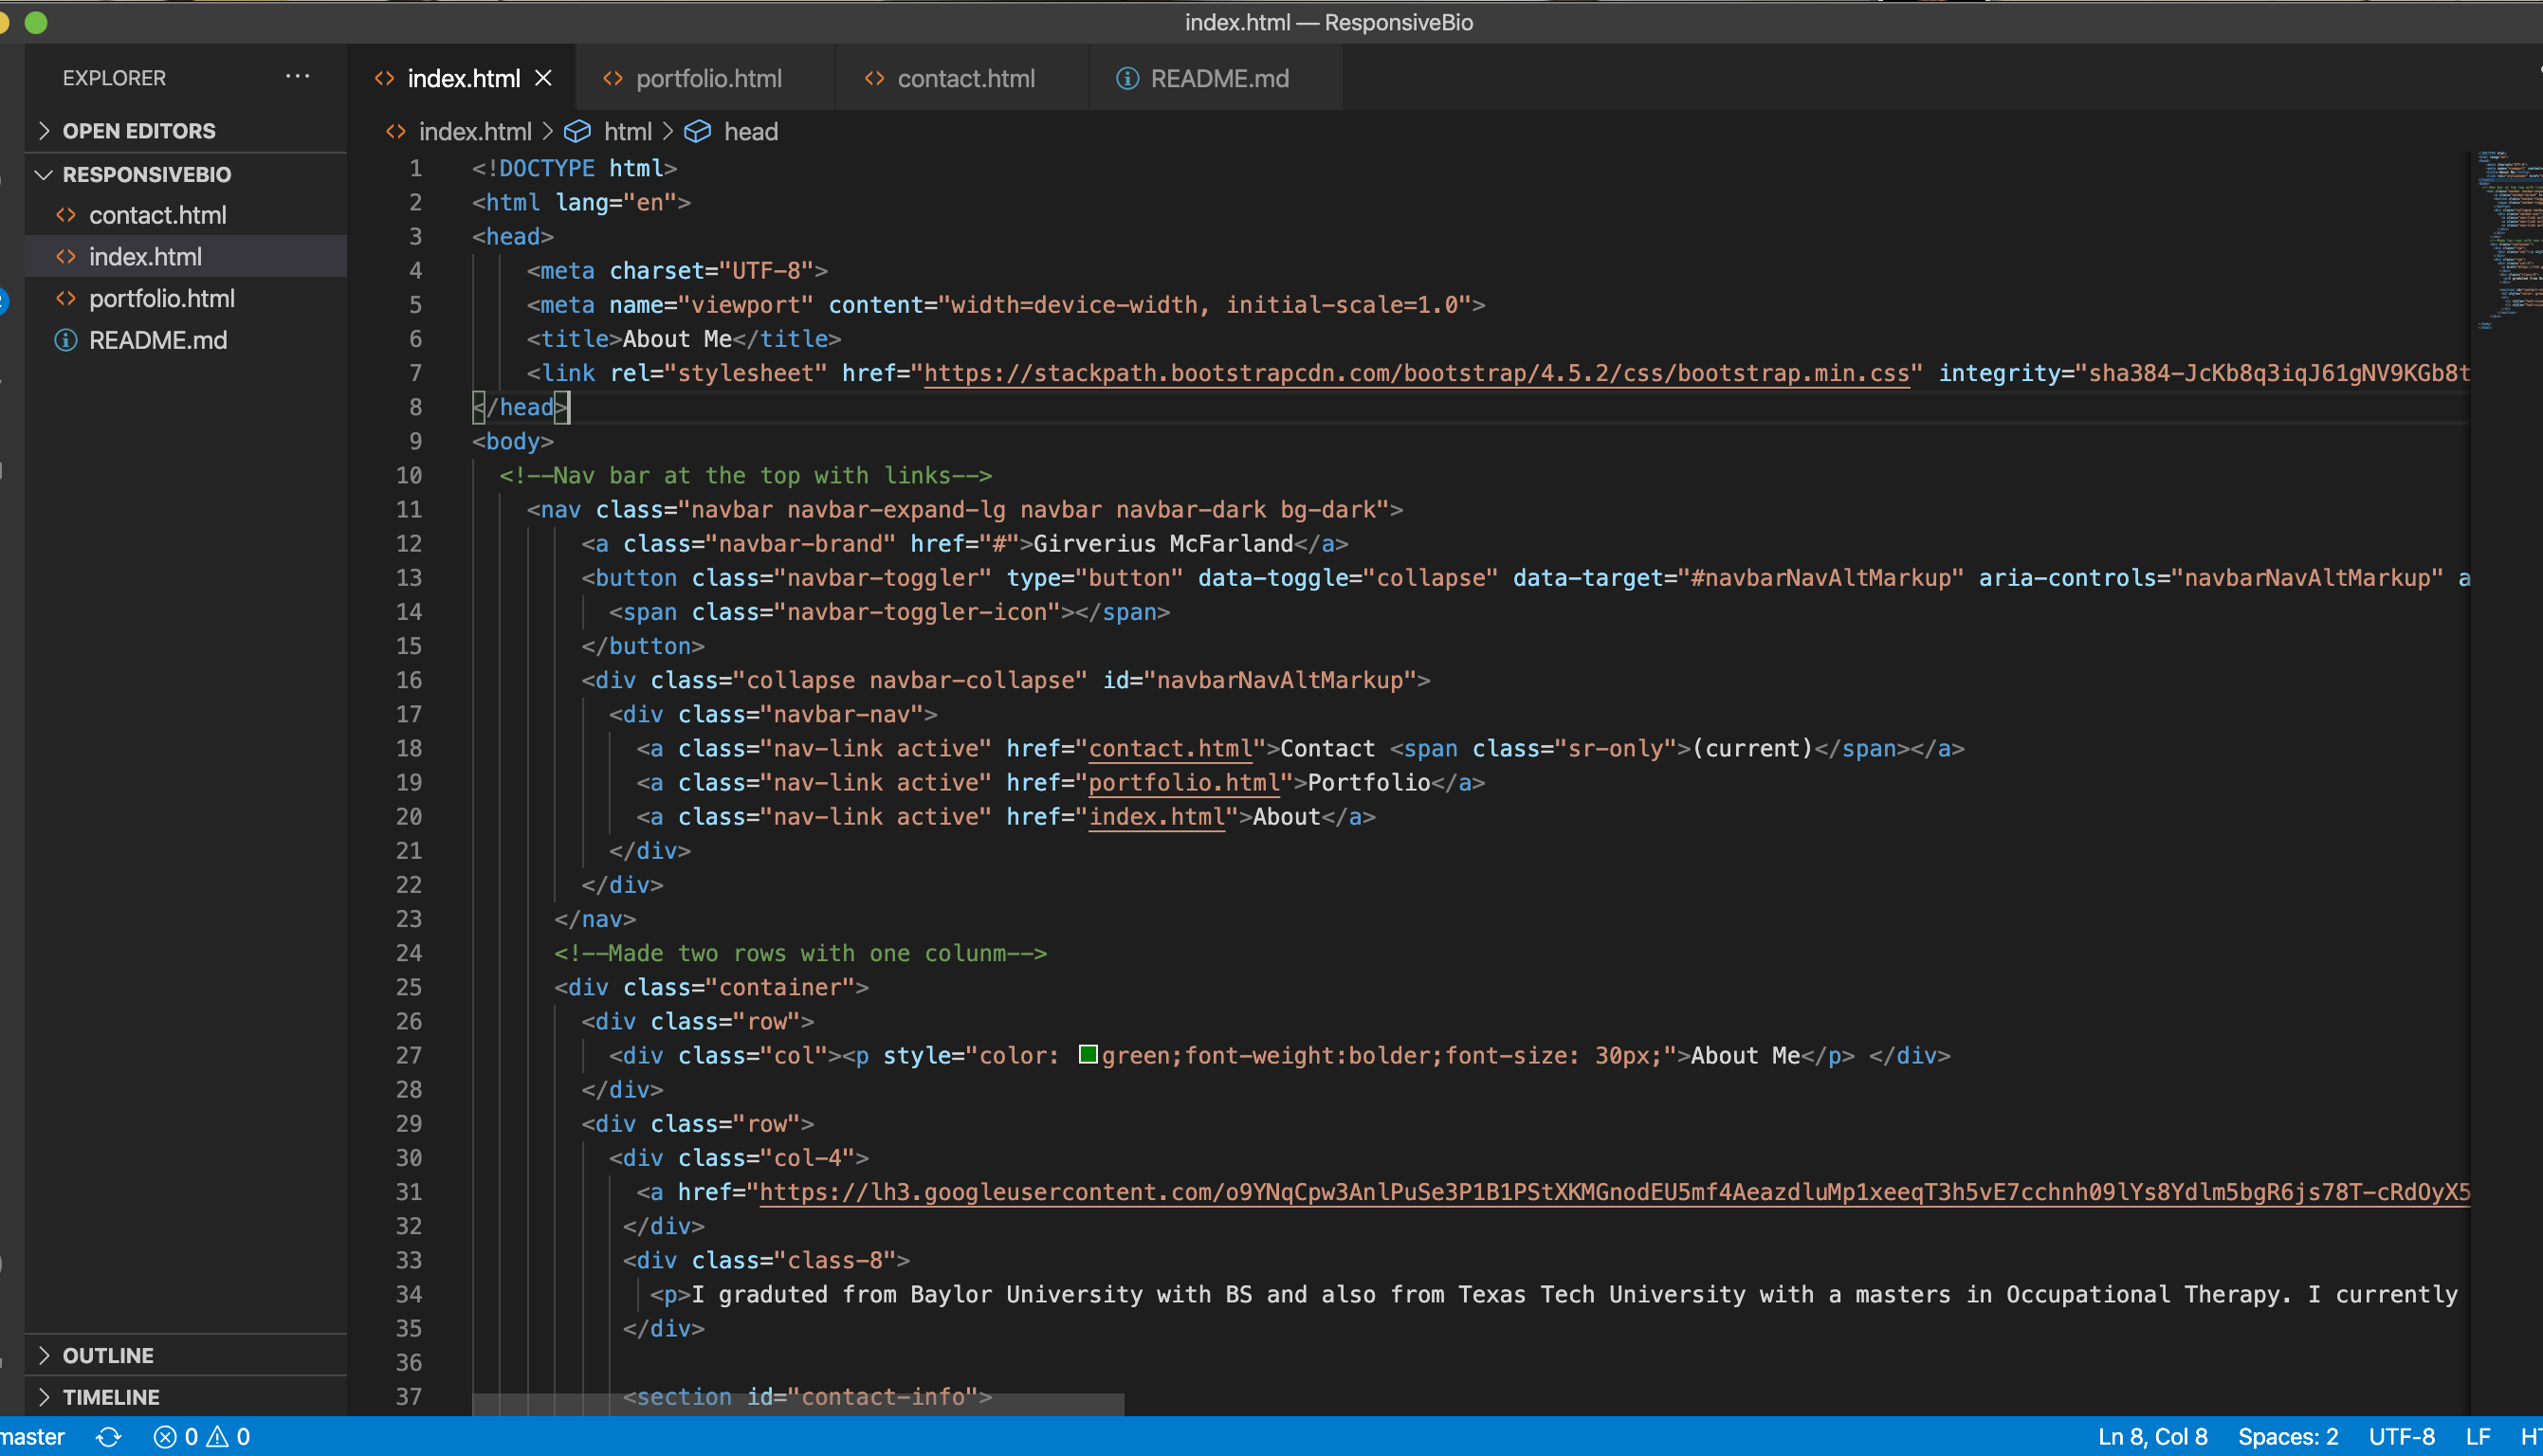 index.html — ResponsiveBio
EXPLORER ···
OPEN EDITORS
RESPONSIVEBIO
contact.html
index.html
portfolio.html
README.md
OUTLINE
TIMELINE
index.html portfolio.html contact.html README.md
index.html > html > head
1 <!DOCTYPE html>
2 <html lang="en">
3 <head>
4 <meta charset="UTF-8">
5 <meta name="viewport" content="width=device-width, initial-scale=1.0">
6 <title>About Me</title>
7 <link rel="stylesheet" href="https://stackpath.bootstrapcdn.com/bootstrap/4.5.2/css/bootstrap.min.css" integrity="sha384-JcKb8q3iqJ61gNV9KGb8t
8 </head>
9 <body>
10 <!--Nav bar at the top with links-->
11 <nav class="navbar navbar-expand-lg navbar navbar-dark bg-dark">
12 <a class="navbar-brand" href="#">Girverius McFarland</a>
13 <button class="navbar-toggler" type="button" data-toggle="collapse" data-target="#navbarNavAltMarkup" aria-controls="navbarNavAltMarkup" a
14 <span class="navbar-toggler-icon"></span>
15 </button>
16 <div class="collapse navbar-collapse" id="navbarNavAltMarkup">
17 <div class="navbar-nav">
18 <a class="nav-link active" href="contact.html">Contact <span class="sr-only">(current)</span></a>
19 <a class="nav-link active" href="portfolio.html">Portfolio</a>
20 <a class="nav-link active" href="index.html">About</a>
21 </div>
22 </div>
23 </nav>
24 <!--Made two rows with one colunm-->
25 <div class="container">
26 <div class="row">
27 <div class="col"><p style="color: green;font-weight:bolder;font-size: 30px;">About Me</p> </div>
28 </div>
29 <div class="row">
30 <div class="col-4">
31 <a href="https://lh3.googleusercontent.com/o9YNqCpw3AnlPuSe3P1B1PStXKMGnodEU5mf4AeazdluMp1xeeqT3h5vE7cchnh09lYs8Ydlm5bgR6js78T-cRdOyX5
32 </div>
33 <div class="class-8">
34 <p>I graduted from Baylor University with BS and also from Texas Tech University with a masters in Occupational Therapy. I currently
35 </div>
36
37 <section id="contact-info">
master 0 0 Ln 8, Col 8 Spaces: 2 UTF-8 LF